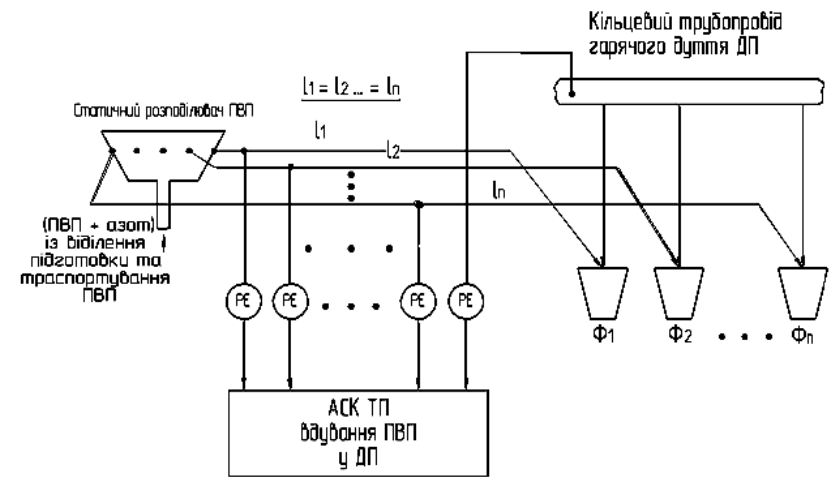 Кільцевий трубопровід
гарячого дуття ДП
l1 = l2 ... = ln
Статичний розподілювач ПВП
l1
l2
ln
(ПВП + азот)
із віділення
підготовки та
траспортування
ПВП
PE
PE
PE
PE
Ф1
Ф2
Фn
АСК ТП
вдування ПВП
у ДП